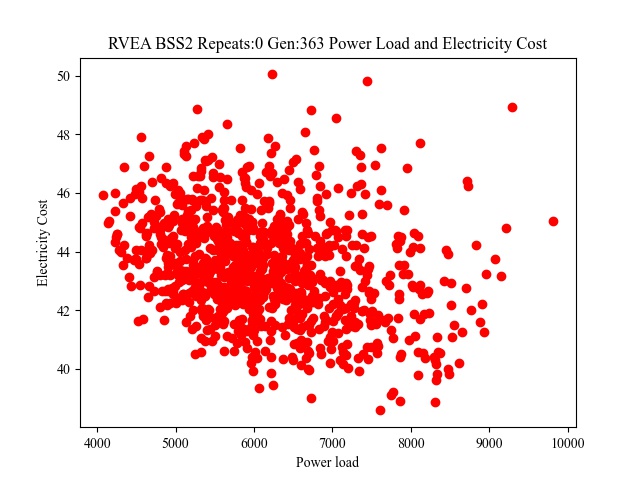 RVEA BSS2 Repeats:0 Gen:363 Power Load and Electricity Cost
50
48
46
44
42
40
Electricity Cost
4000 5000 6000 7000 8000 9000 10000
Power load